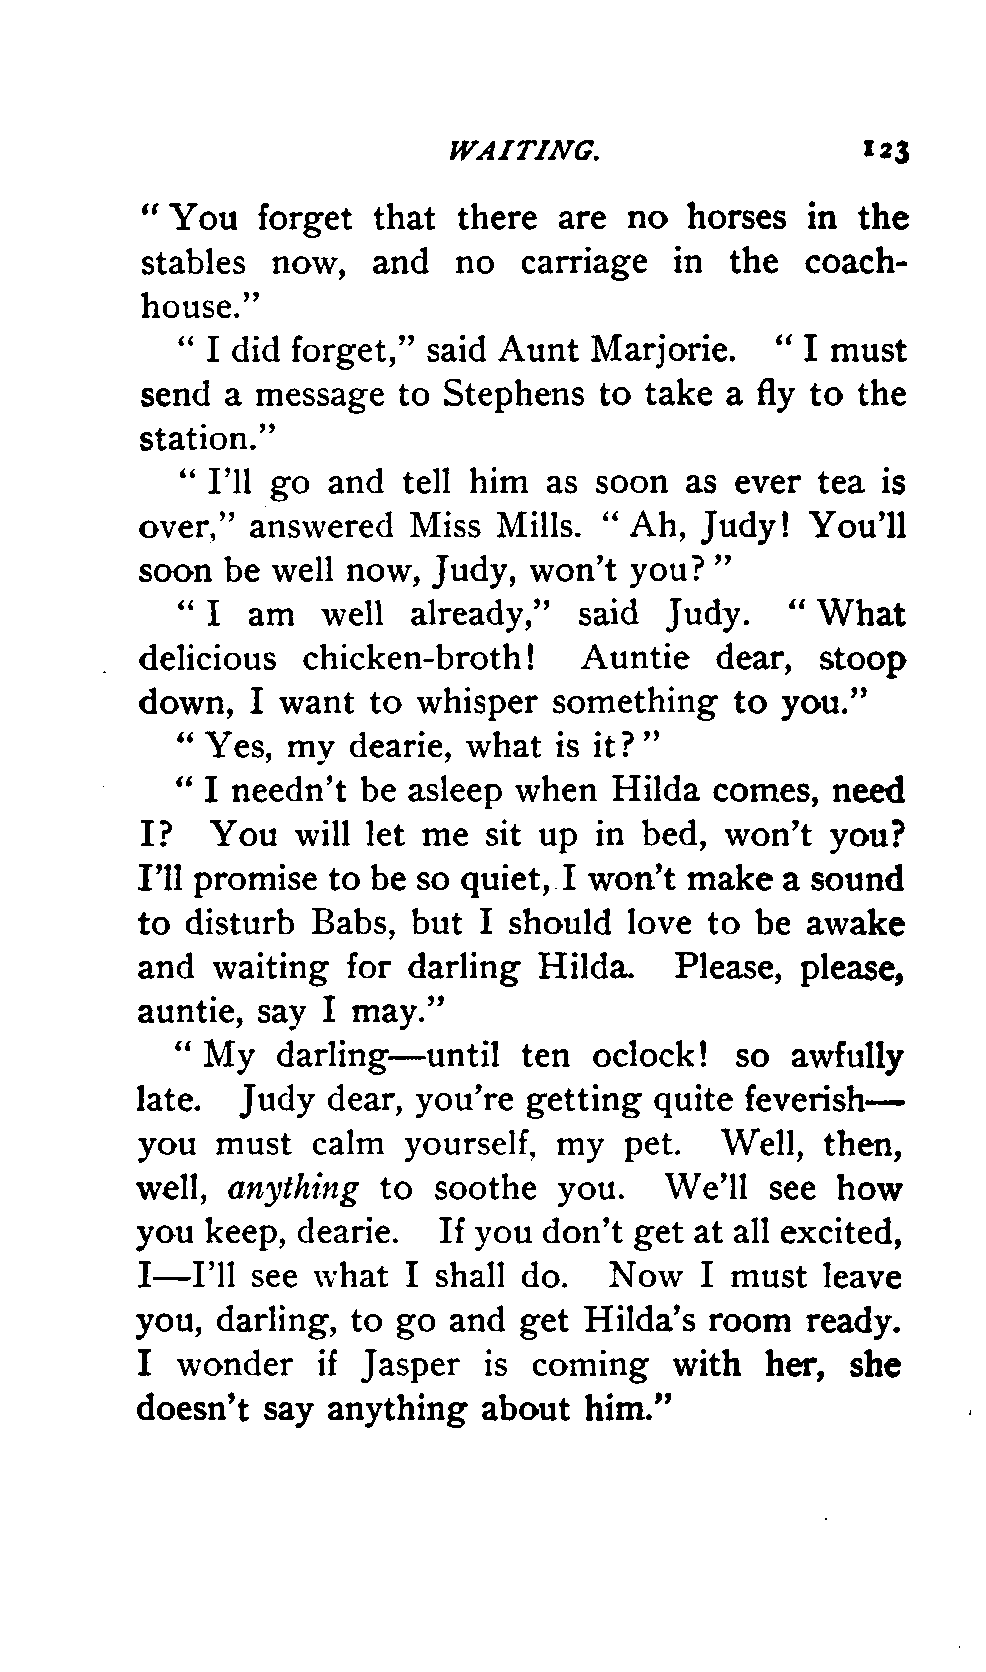 WAITING. 123
" You forget that there are no horses in the
stables now, and no carriage in the coach-
house."
" I did forget," said Aunt Marjorie. " I must
send a message to Stephens to take a fly to the
station."
" I'll go and tell him as soon as ever tea is
over," answered Miss Mills. " Ah, Judy! You'll
soon be well now, Judy, won't you? "
" I am well already," said Judy. " What
delicious chicken-broth! Auntie dear, stoop
down, I want to whisper something to you."
" Yes, my dearie, what is it? "
" I needn't be asleep when Hilda comes, need
I? You will let me sit up in bed, won't you?
I'll promise to be so quiet, I won't make a sound
to disturb Babs, but I should love to be awake
and waiting for darling Hilda. Please, please,
auntie, say I may."
" My darling—until ten oclock! so awfully
late. Judy dear, you're getting quite feverish—
you must calm yourself, my pet. Well, then,
well, anything to soothe you. We'll see how
you keep, dearie. If you don't get at all excited,
I—I'll see what I shall do. Now I must leave
you, darling, to go and get Hilda's room ready.
I wonder if Jasper is coming with her, she
doesn't say anything about him."